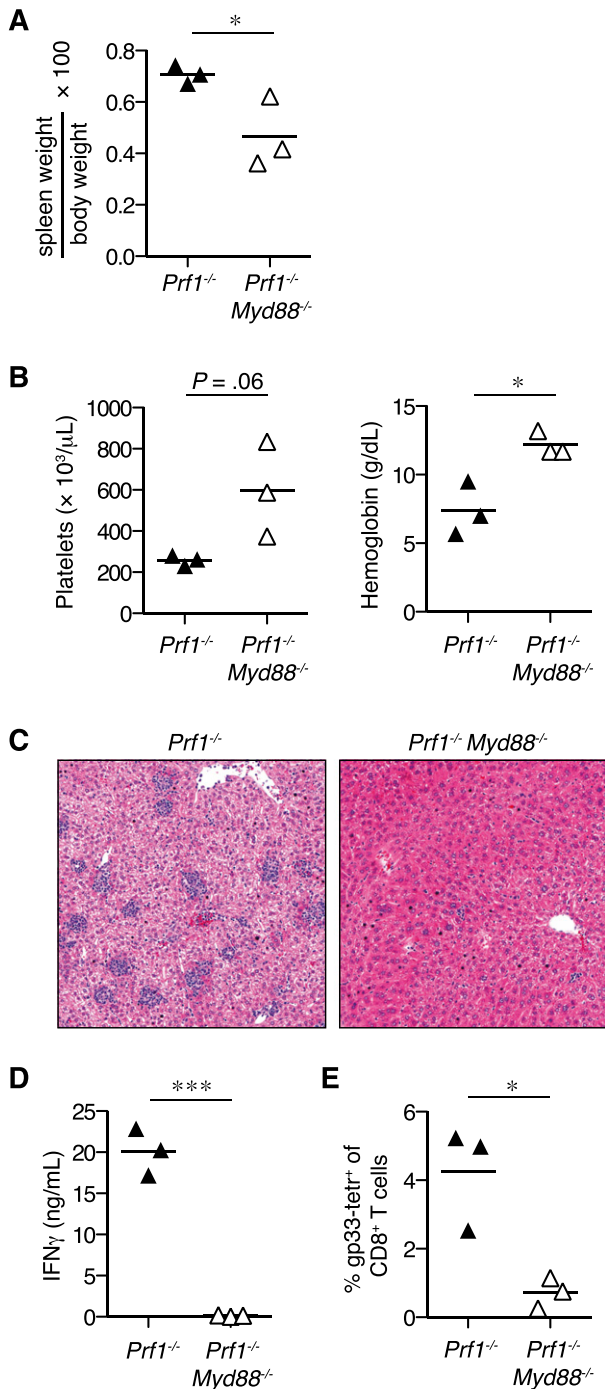 A
*
spleen weight
body weight
× 100
0.8
0.6
0.4
0.2
0.0
Prf1-/-
Prf1-/-
Myd88-/-
B
P = .06
Platelets (× 10³/μL)
1000
800
600
400
200
0
Prf1-/-
Prf1-/-
Myd88-/-
*
Hemoglobin (g/dL)
15
10
5
0
Prf1-/-
Prf1-/-
Myd88-/-
C
Prf1-/-
Prf1-/- Myd88-/-
D
***
IFNγ (ng/mL)
25
20
15
10
5
0
Prf1-/-
Prf1-/-
Myd88-/-
E
*
% gp33-tetr+ of
CD8+ T cells
6
4
2
0
Prf1-/-
Prf1-/-
Myd88-/-